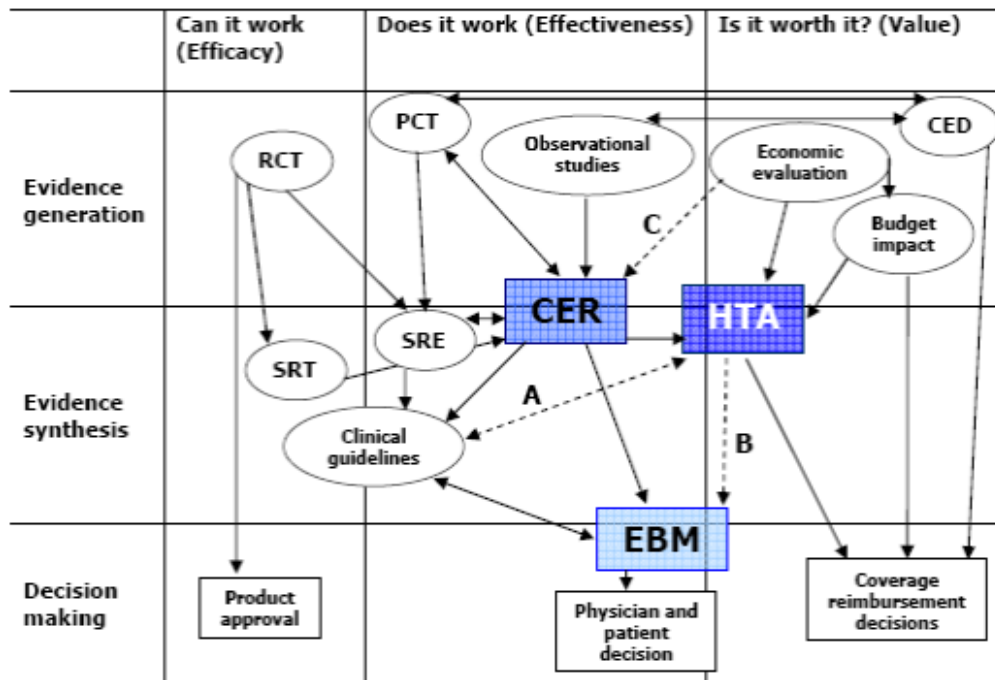 Can it work
(Efficacy)
Does it work (Effectiveness)
Is it worth it? (Value)
Evidence
generation
RCT
PCT
Observational
studies
Economic
evaluation
CED
Budget
impact
C
CER
HTA
Evidence
synthesis
SRT
SRE
A
B
Clinical
guidelines
EBM
Decision
making
Product
approval
Physician and
patient
decision
Coverage
reimbursement
decisions